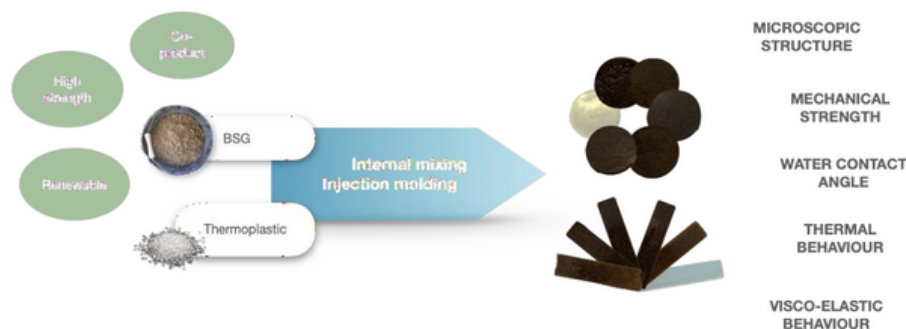 Co-
product
High
strength
Renewable
BSG
Thermoplastic
Internal mixing
Injection molding
MICROSCOPIC
STRUCTURE
MECHANICAL
STRENGTH
WATER CONTACT
ANGLE
THERMAL
BEHAVIOUR
VISCO-ELASTIC
BEHAVIOUR